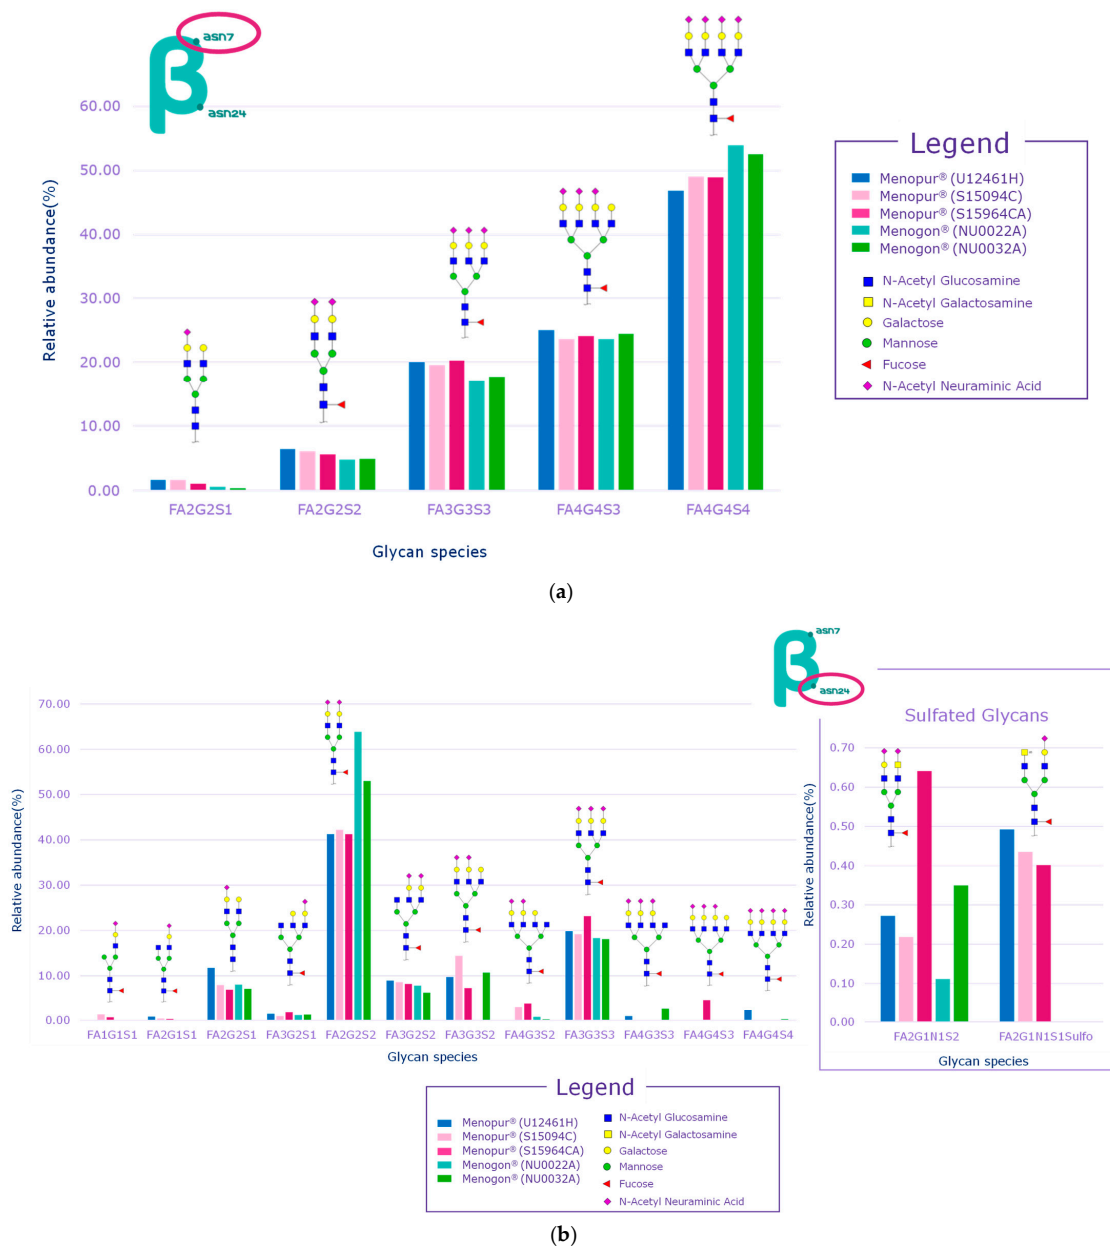 asn7
asn24
60.00
50.00
40.00
30.00
20.00
10.00
0.00
Relative abundance(%)
FA2G2S1 FA2G2S2 FA3G3S3 FA4G4S3 FA4G4S4
Glycan species
Legend
Menopur® (U12461H)
Menopur® (S15094C)
Menopur® (S15964CA)
Menogon® (NU0022A)
Menogon® (NU0032A)
N-Acetyl Glucosamine
N-Acetyl Galactosamine
Galactose
Mannose
Fucose
N-Acetyl Neuraminic Acid
(a)
asn7
asn24
70.00
60.00
50.00
40.00
30.00
20.00
10.00
0.00
Relative abundance(%)
FA1G1S1 FA2G1S1 FA2G2S1 FA3G2S1 FA2G2S2 FA3G2S2 FA3G3S2 FA4G3S2 FA3G3S3 FA4G3S3 FA4G4S3 FA4G4S4
Glycan species
Sulfated Glycans
0.70
0.60
0.50
0.40
0.30
0.20
0.10
0.00
Relative abundance(%)
FA2G1N1S2 FA2G1N1S1Sulfo
Glycan species
Legend
Menopur® (U12461H)
Menopur® (S15094C)
Menopur® (S15964CA)
Menogon® (NU0022A)
Menogon® (NU0032A)
N-Acetyl Glucosamine
N-Acetyl Galactosamine
Galactose
Mannose
Fucose
N-Acetyl Neuraminic Acid
(b)